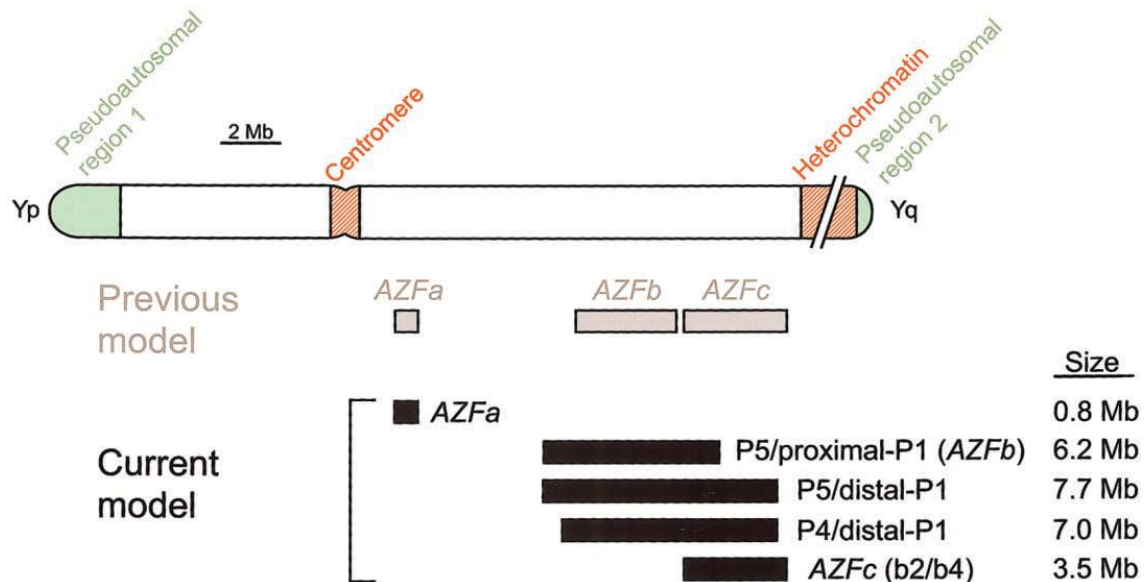 Pseudoautosomal
region 1
2 Mb
Centromere
Heterochromatin
Pseudoautosomal
region 2
Yp
Yq
Previous
model
AZFa
AZFb
AZFc
Size
Current
model
AZFa
0.8 Mb
P5/proximal-P1 (AZFb)
6.2 Mb
P5/distal-P1
7.7 Mb
P4/distal-P1
7.0 Mb
AZFc (b2/b4)
3.5 Mb